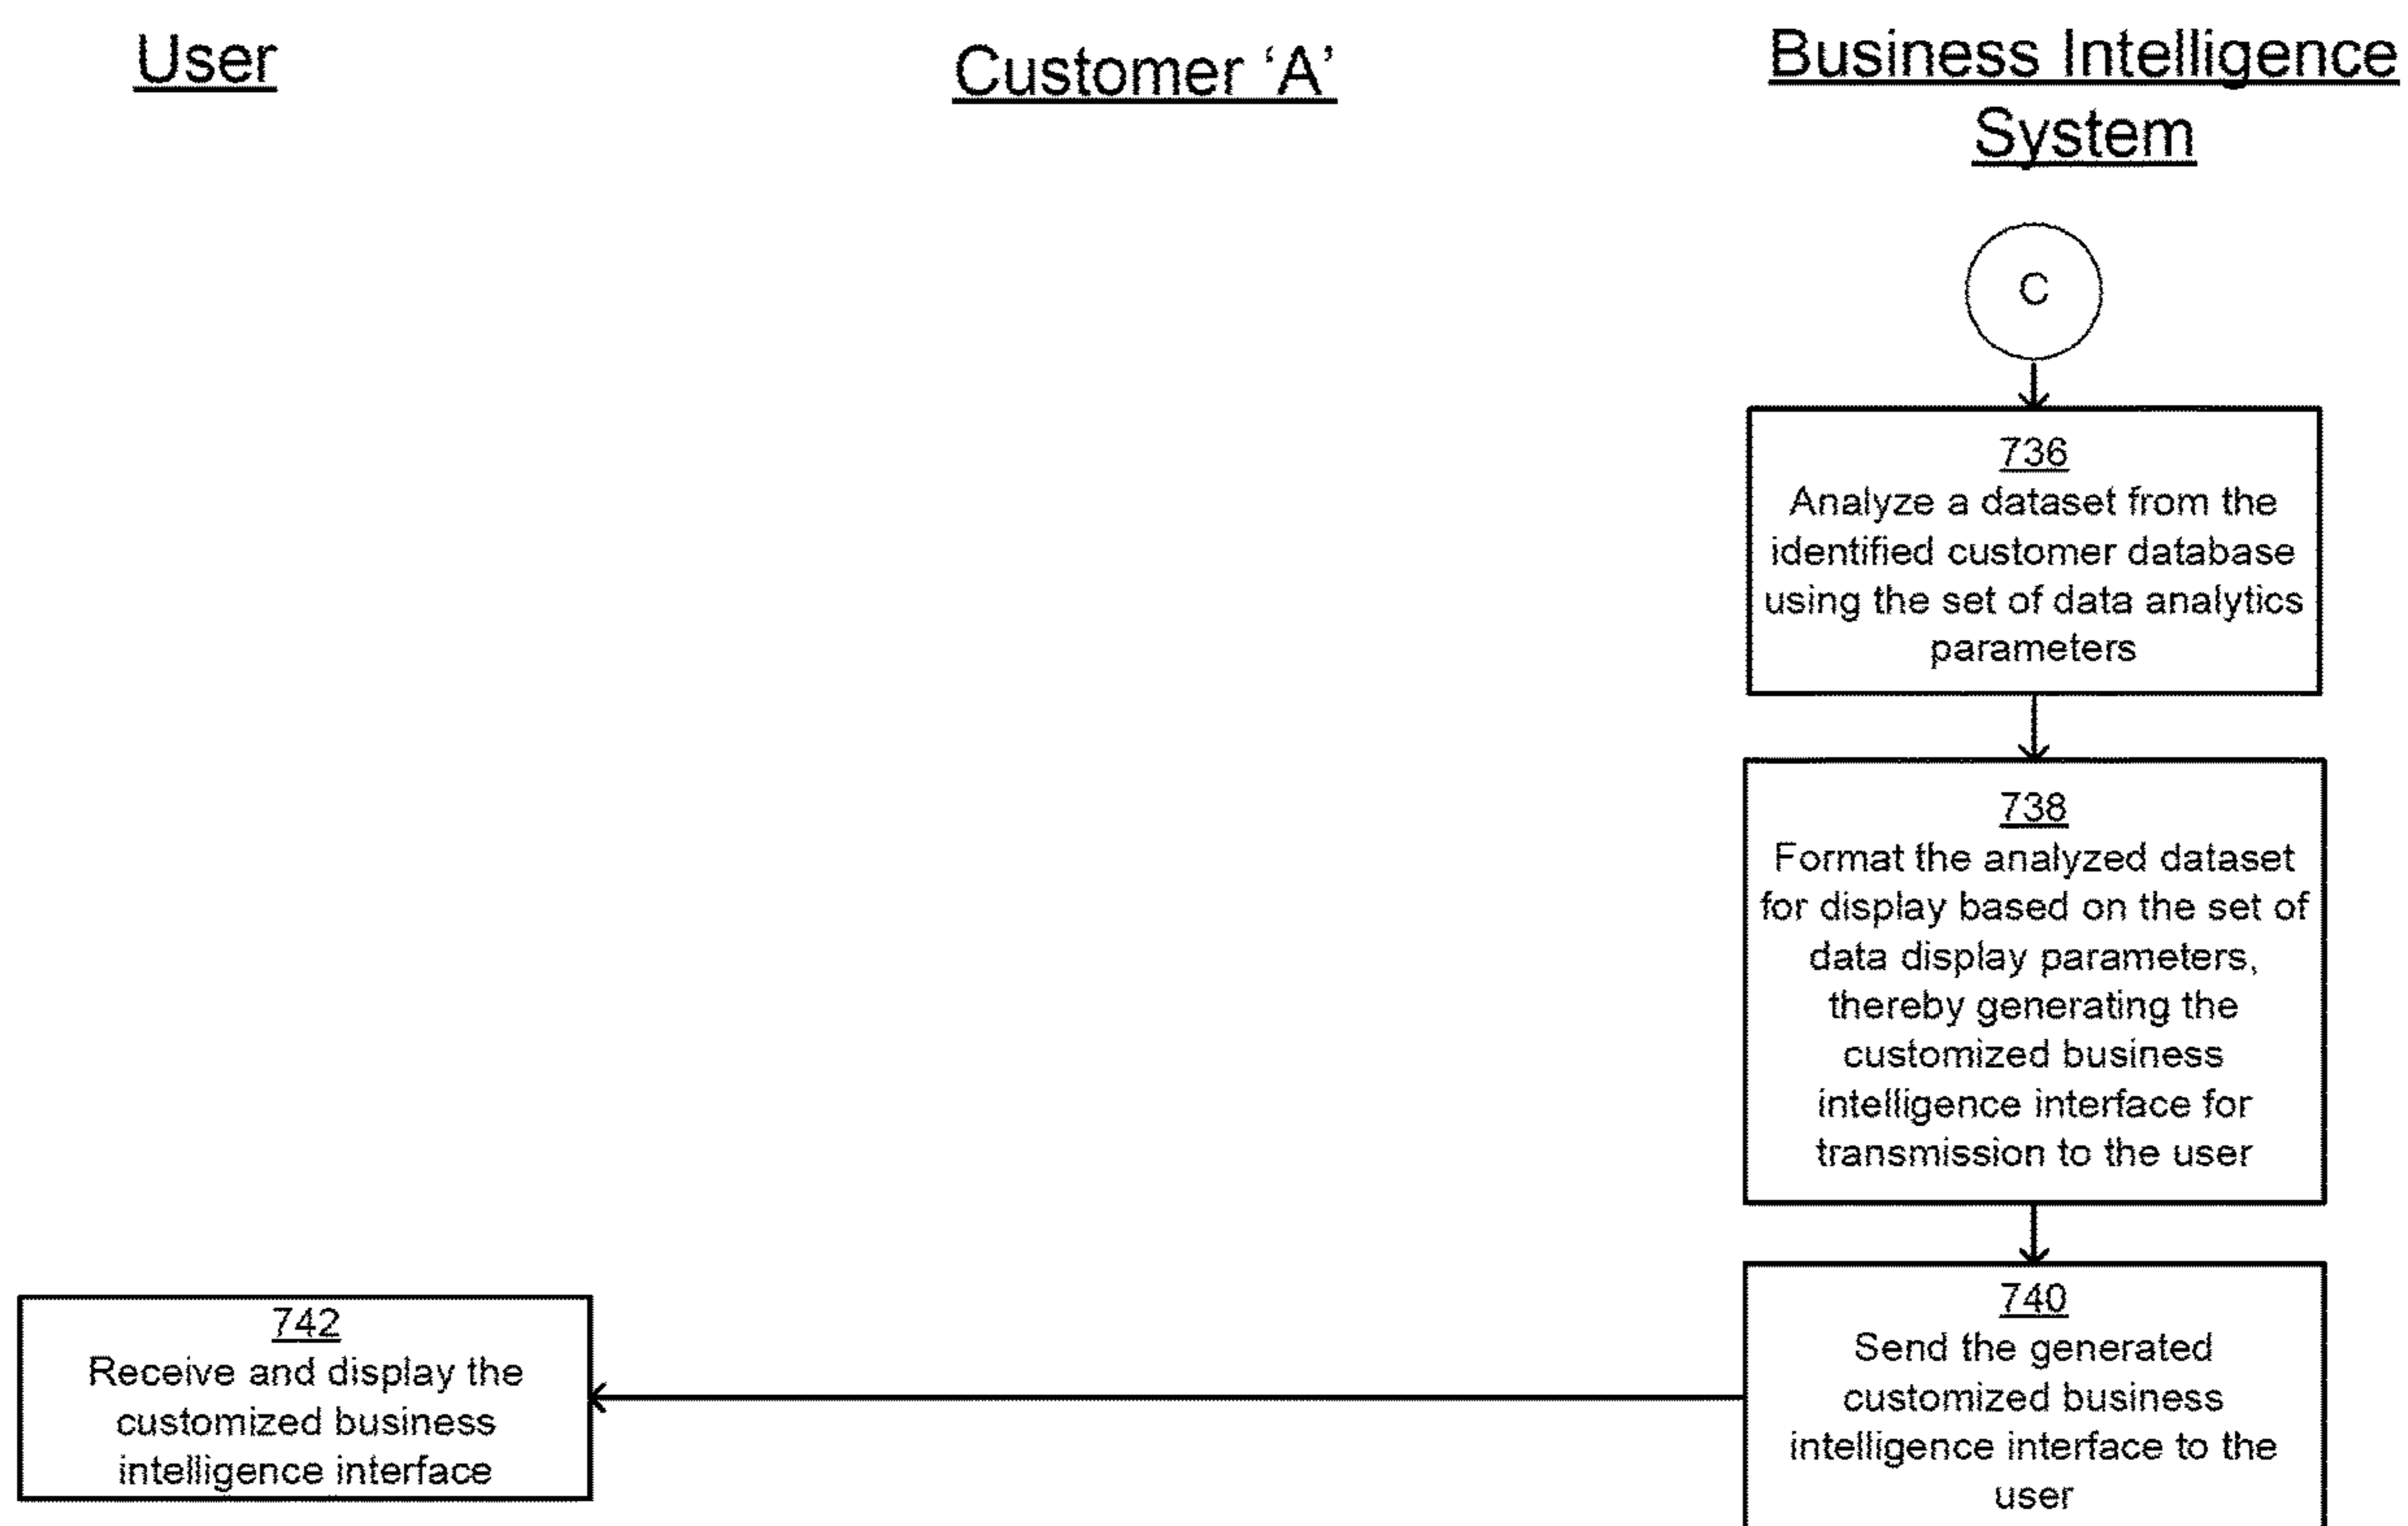 User
Customer ‘A’
Business Intelligence
System
C
736
Analyze a dataset from the
identified customer database
using the set of data analytics
parameters
738
Format the analyzed dataset
for display based on the set of
data display parameters,
thereby generating the
customized business
intelligence interface for
transmission to the user
740
Send the generated
customized business
intelligence interface to the
user
742
Receive and display the
customized business
intelligence interface